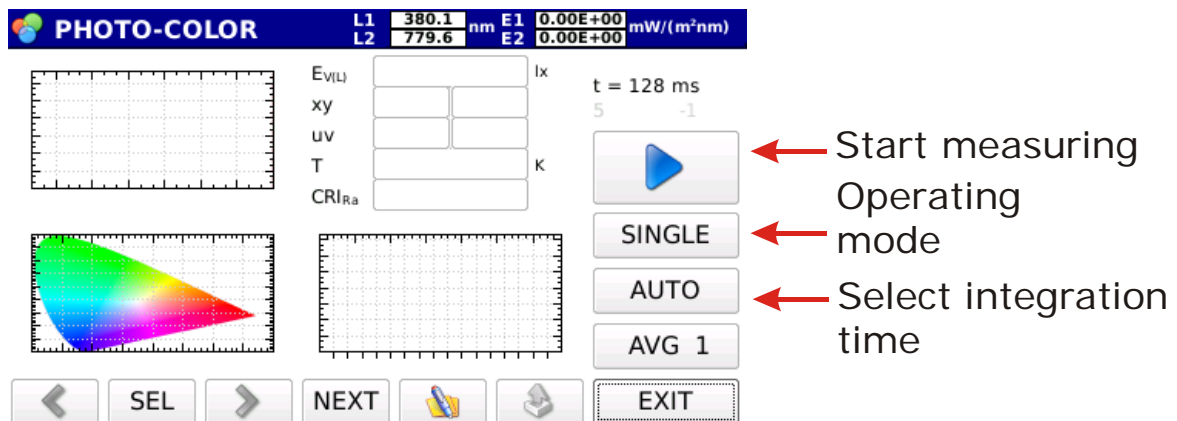 PHOTO-COLOR
L1 380.1 nm E1 0.00E+00 mW/(m²nm)
L2 779.6 E2 0.00E+00
E_V(L) lx
xy
uv
T K
CRI_Ra
t = 128 ms
5 -1
Start measuring
Operating
mode
SINGLE
AUTO
Select integration
time
AVG 1
SEL
NEXT
EXIT